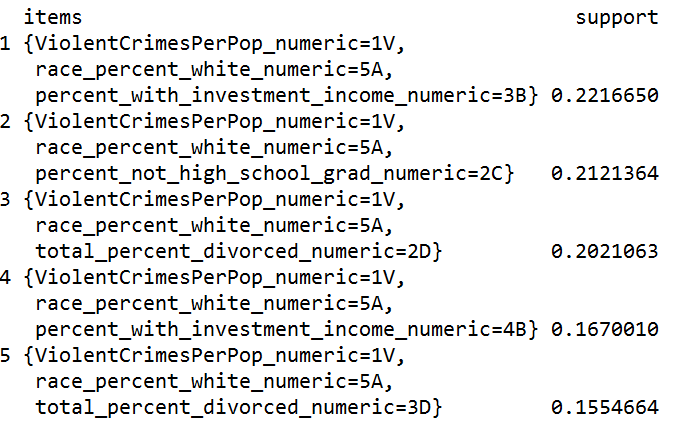 items support
1 {ViolentCrimesPerPop_numeric=1V,
race_percent_white_numeric=5A,
percent_with_investment_income_numeric=3B} 0.2216650
2 {ViolentCrimesPerPop_numeric=1V,
race_percent_white_numeric=5A,
percent_not_high_school_grad_numeric=2C} 0.2121364
3 {ViolentCrimesPerPop_numeric=1V,
race_percent_white_numeric=5A,
total_percent_divorced_numeric=2D} 0.2021063
4 {ViolentCrimesPerPop_numeric=1V,
race_percent_white_numeric=5A,
percent_with_investment_income_numeric=4B} 0.1670010
5 {ViolentCrimesPerPop_numeric=1V,
race_percent_white_numeric=5A,
total_percent_divorced_numeric=3D} 0.1554664